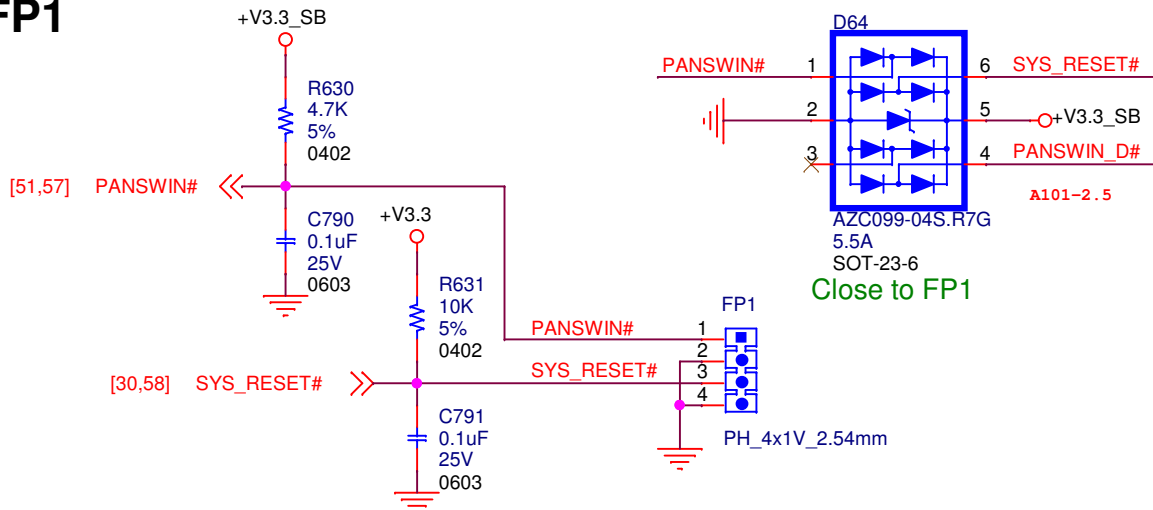 FP1
+V3.3_SB
R630
4.7K
5%
0402
[51,57] PANSWIN#
C790
0.1uF
25V
0603
+V3.3
R631
10K
5%
0402
[30,58] SYS_RESET#
C791
0.1uF
25V
0603
PANSWIN#
SYS_RESET#
FP1
1
2
3
4
PH_4x1V_2.54mm
D64
PANSWIN# 1 6 SYS_RESET#
2 5 +V3.3_SB
3 4 PANSWIN_D#
A101-2.5
AZC099-04S.R7G
5.5A
SOT-23-6
Close to FP1